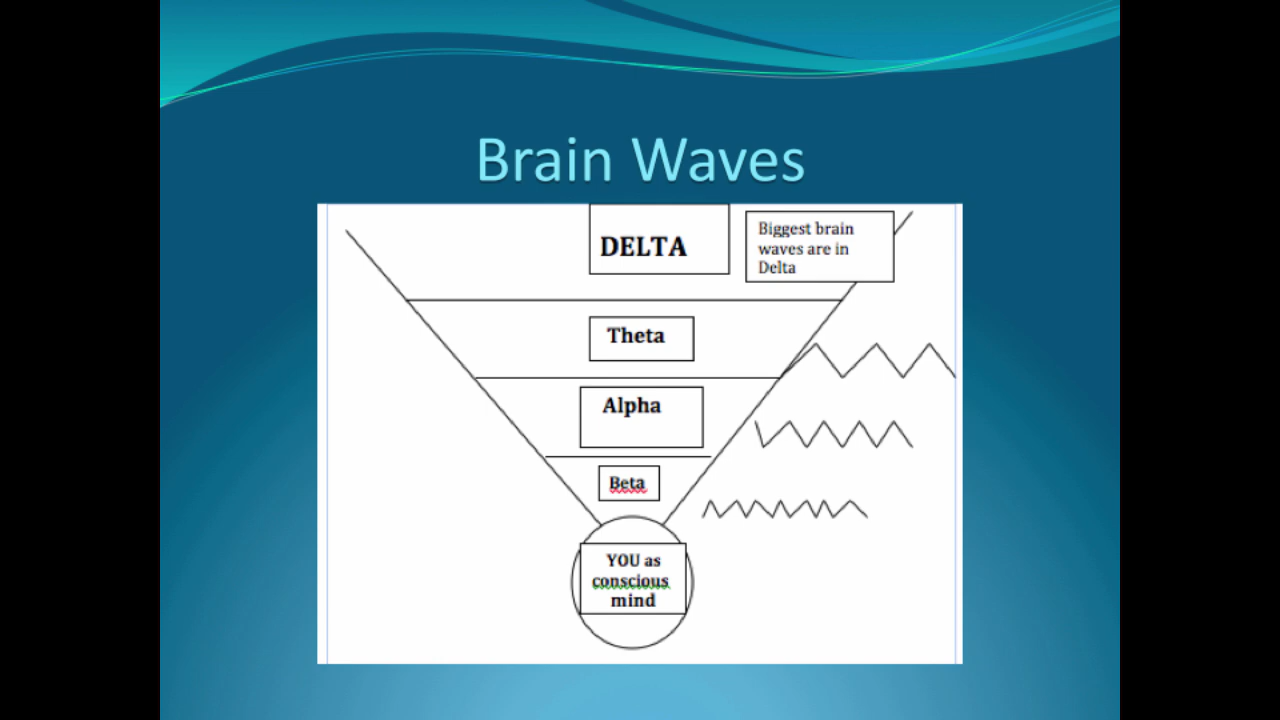 Brain Waves
DELTA
Biggest brain
waves are in
Delta
Theta
Alpha
Beta
YOU as
conscious
mind